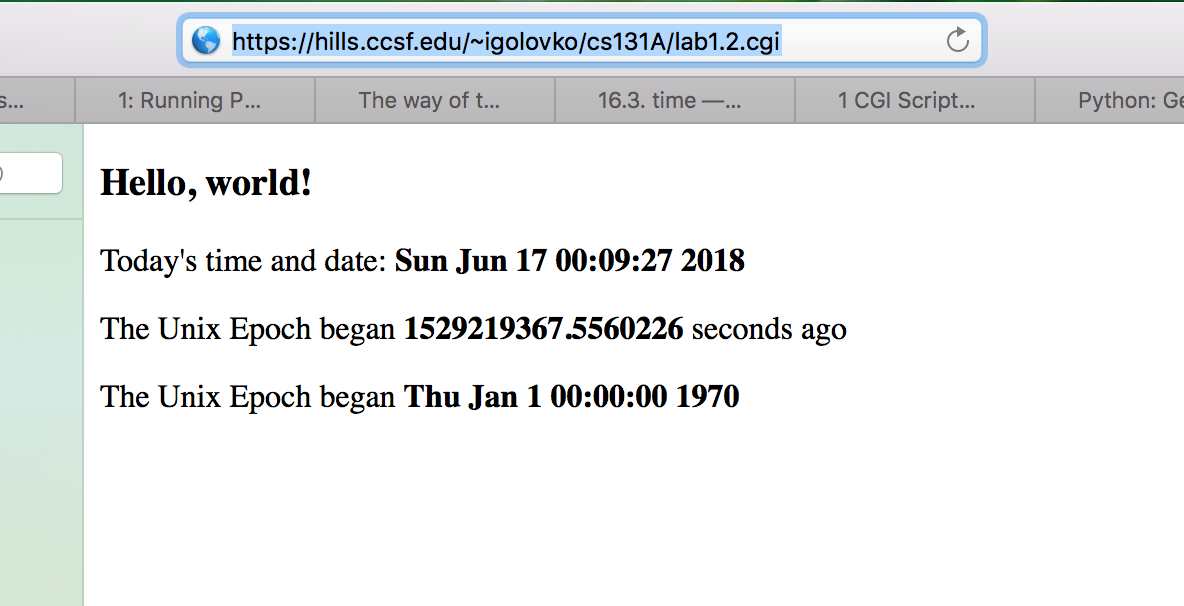 https://hills.ccsf.edu/~igolovko/cs131A/lab1.2.cgi
s... 1: Running P... The way of t... 16.3. time —... 1 CGI Script... Python: Ge
Hello, world!
Today's time and date: Sun Jun 17 00:09:27 2018
The Unix Epoch began 1529219367.5560226 seconds ago
The Unix Epoch began Thu Jan 1 00:00:00 1970